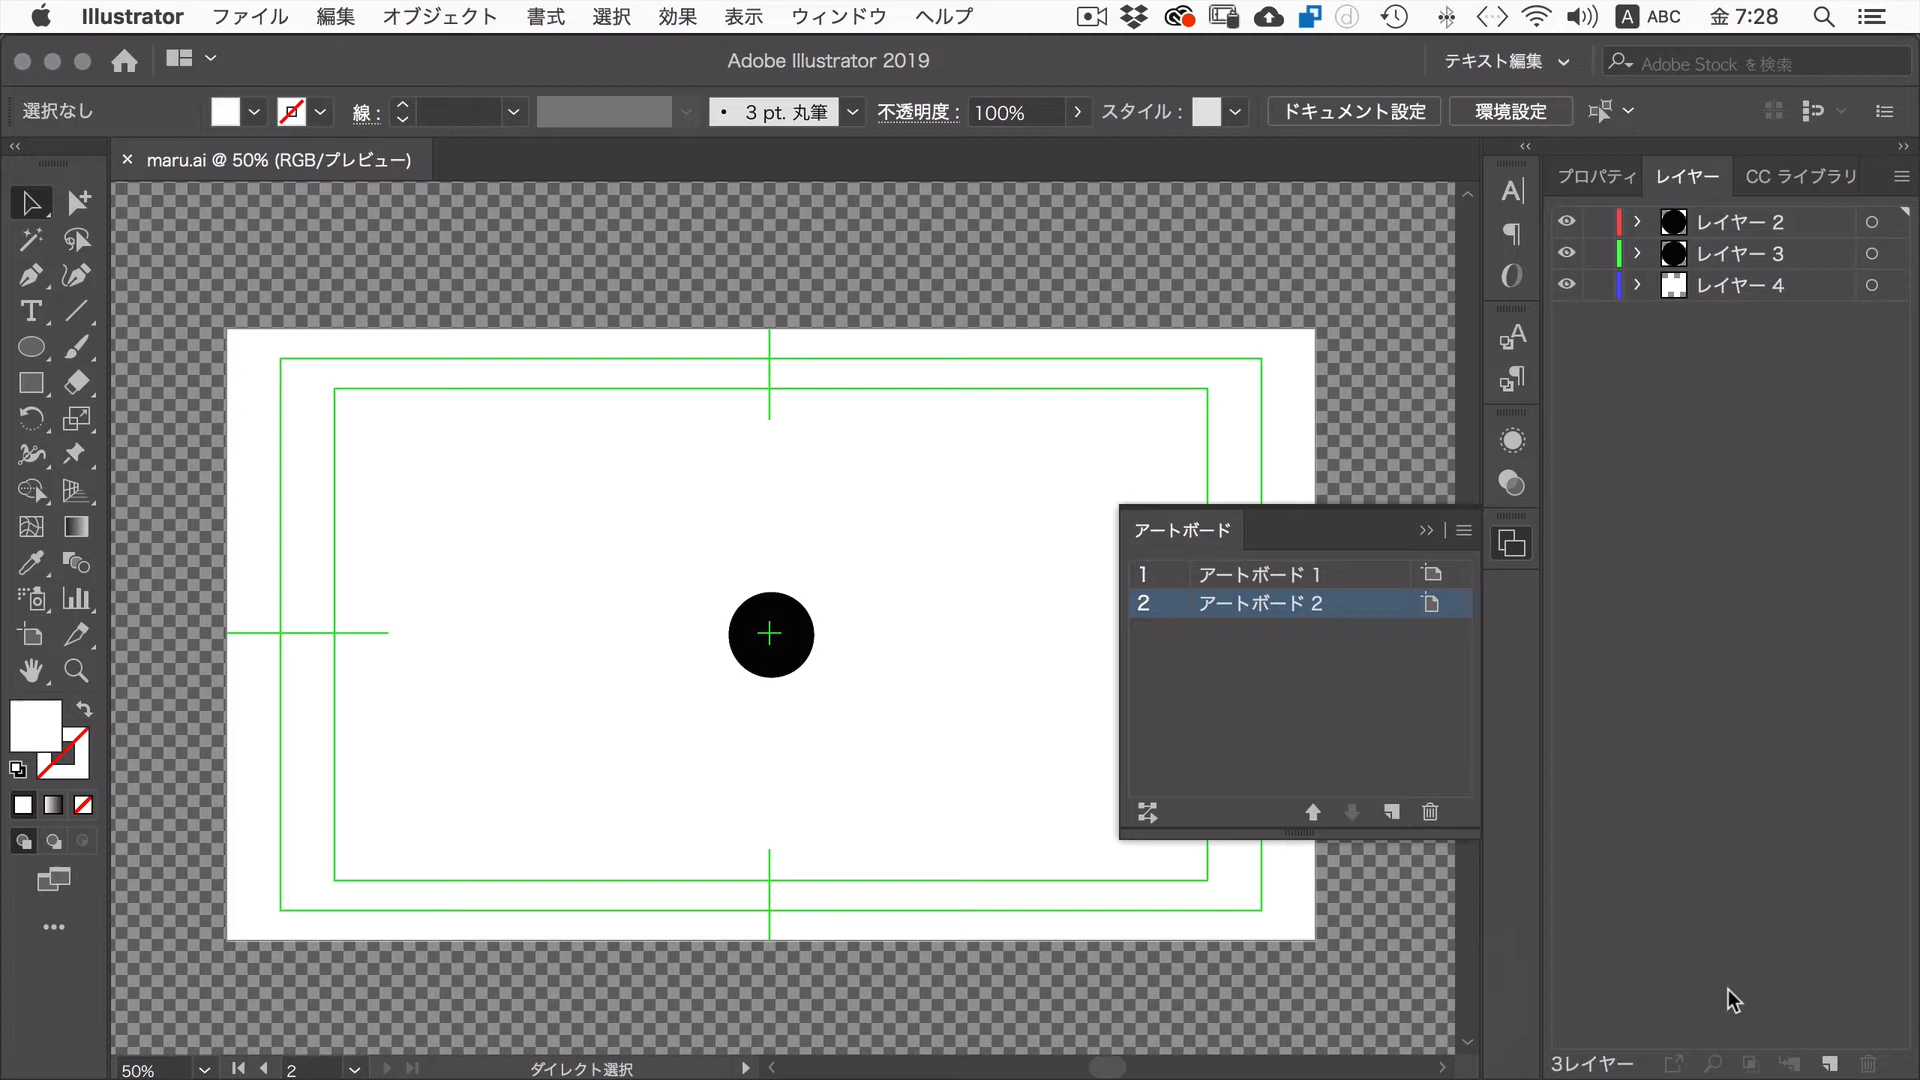 Illustrator ファイル 編集 オブジェクト 書式 選択 効果 表示 ウィンドウ ヘルプ A ABC 金 7:28
Adobe Illustrator 2019 テキスト編集 Adobe Stock を検索
選択なし 線 : 3 pt. 丸筆 不透明度 : 100% スタイル : ドキュメント設定 環境設定
× maru.ai @ 50% (RGB/プレビュー)
プロパティ レイヤー CC ライブラリ
レイヤー 2
レイヤー 3
レイヤー 4
アートボード
1 アートボード 1
2 アートボード 2
50% 2 ダイレクト選択
3レイヤー